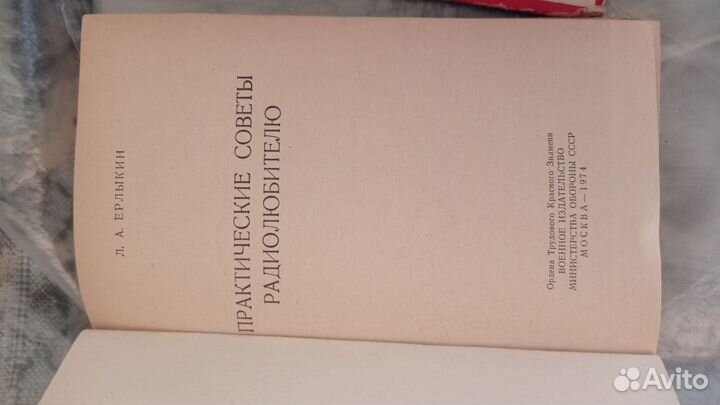 Л. А. ЕРЛЫКИН
ПРАКТИЧЕСКИЕ СОВЕТЫ
РАДИОЛЮБИТЕЛЮ
Ордена Трудового Красного Знамени
ВОЕННОЕ ИЗДАТЕЛЬСТВО
МИНИСТЕРСТВА ОБОРОНЫ СССР
МОСКВА—1974
Avito